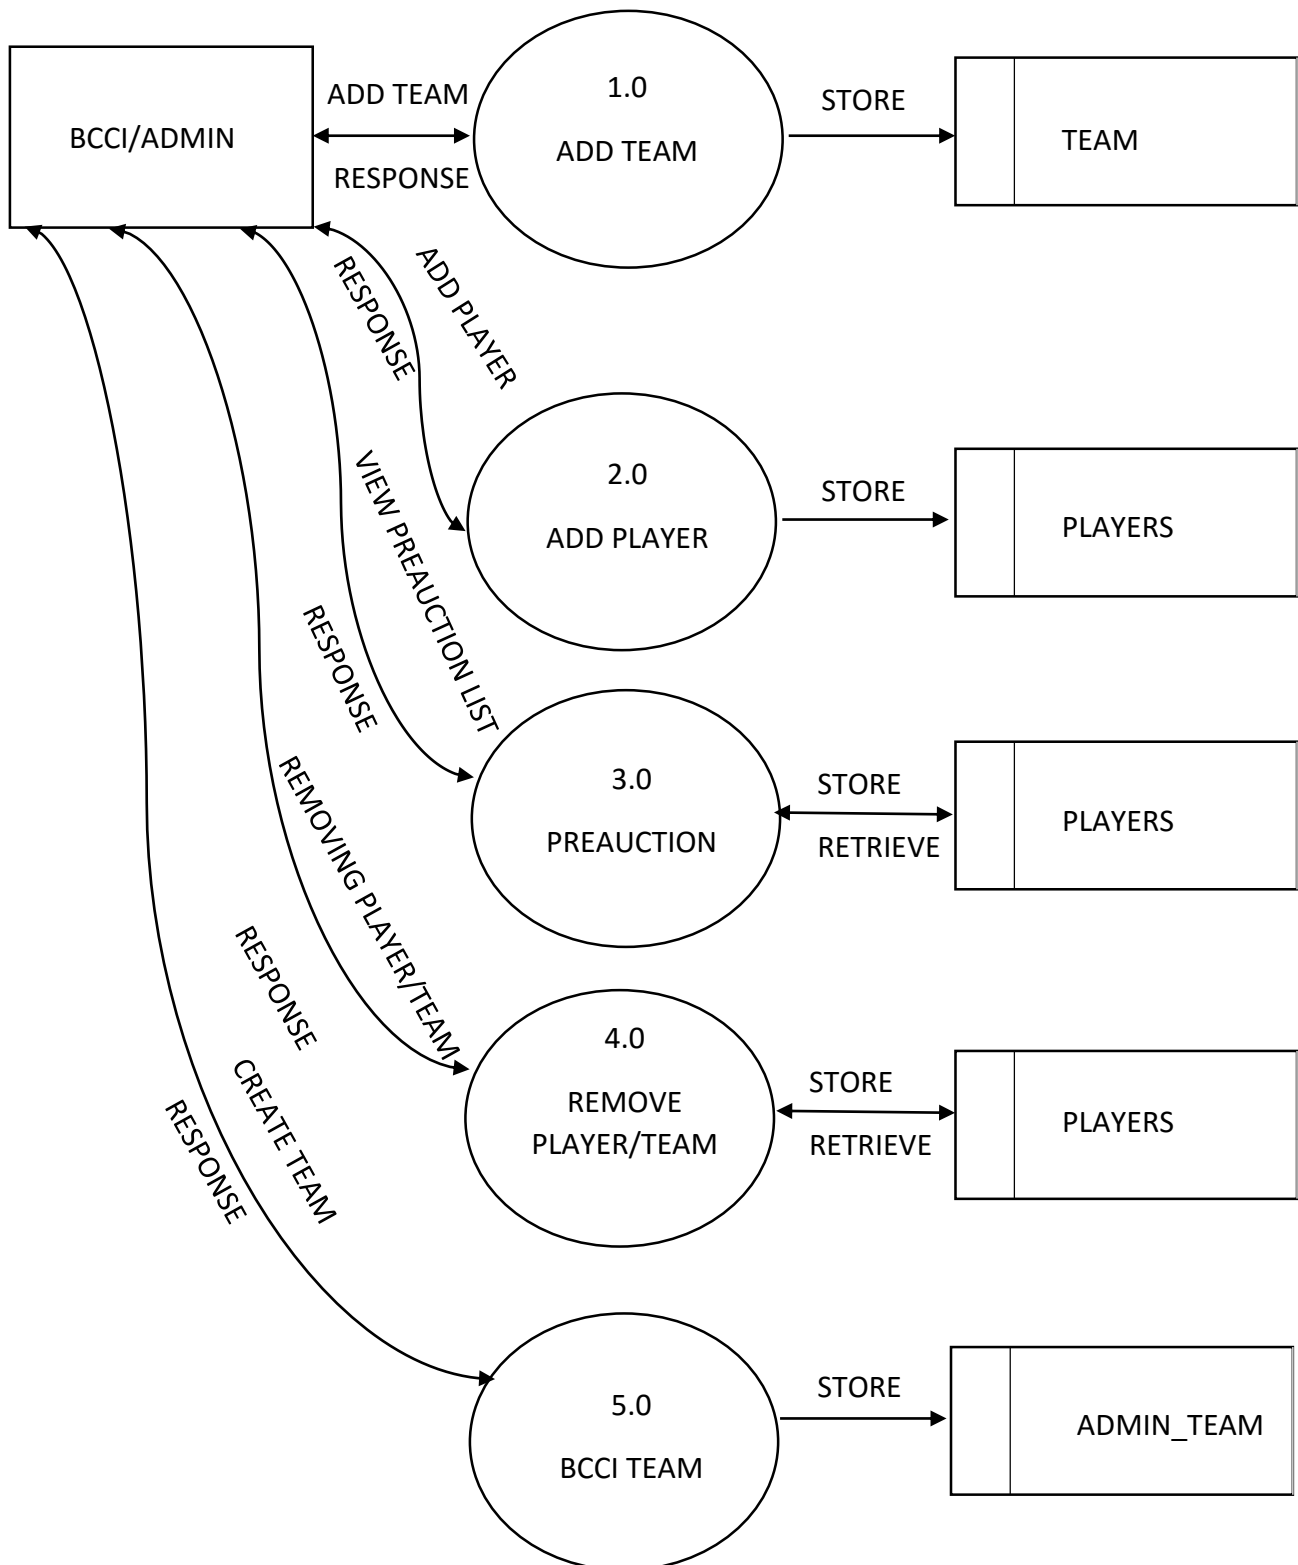 BCCI/ADMIN
ADD TEAM
RESPONSE
1.0
ADD TEAM
STORE
TEAM
RESPONSE
ADD PLAYER
2.0
ADD PLAYER
STORE
PLAYERS
VIEW PREAUCTION LIST
RESPONSE
3.0
PREAUCTION
STORE
RETRIEVE
PLAYERS
REMOVING PLAYER/TEAM
RESPONSE
4.0
REMOVE
PLAYER/TEAM
STORE
RETRIEVE
PLAYERS
CREATE TEAM
RESPONSE
5.0
BCCI TEAM
STORE
ADMIN_TEAM